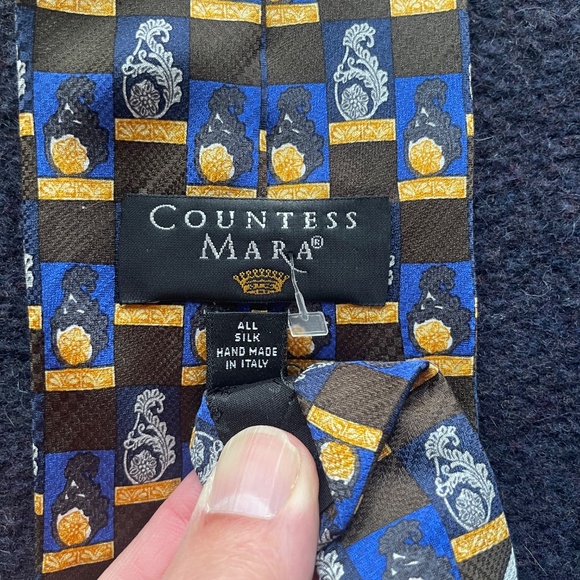 COUNTESS
MARA®
ALL
SILK
HAND MADE
IN ITALY